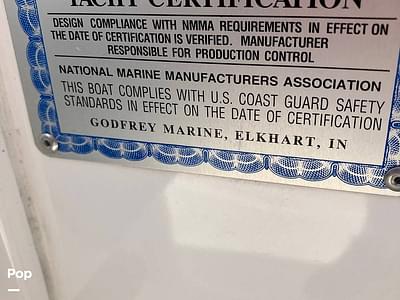 YACHT CERTIFICATION
DESIGN COMPLIANCE WITH NMMA REQUIREMENTS IN EFFECT ON
THE DATE OF CERTIFICATION IS VERIFIED. MANUFACTURER
RESPONSIBLE FOR PRODUCTION CONTROL
NATIONAL MARINE MANUFACTURERS ASSOCIATION
THIS BOAT COMPLIES WITH U.S. COAST GUARD SAFETY
STANDARDS IN EFFECT ON THE DATE OF CERTIFICATION
GODFREY MARINE, ELKHART, IN
Pop